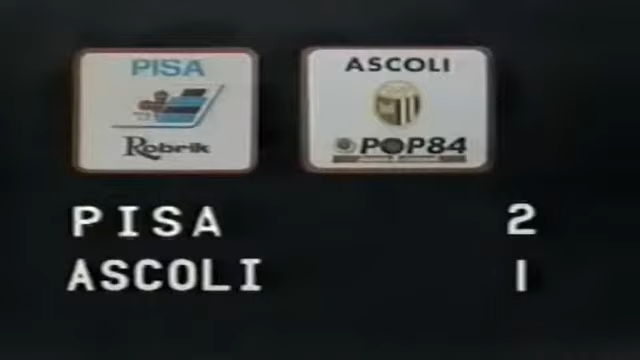 PISA
Robrik
ASCOLI
POP84
PISA 2
ASCOLI 1